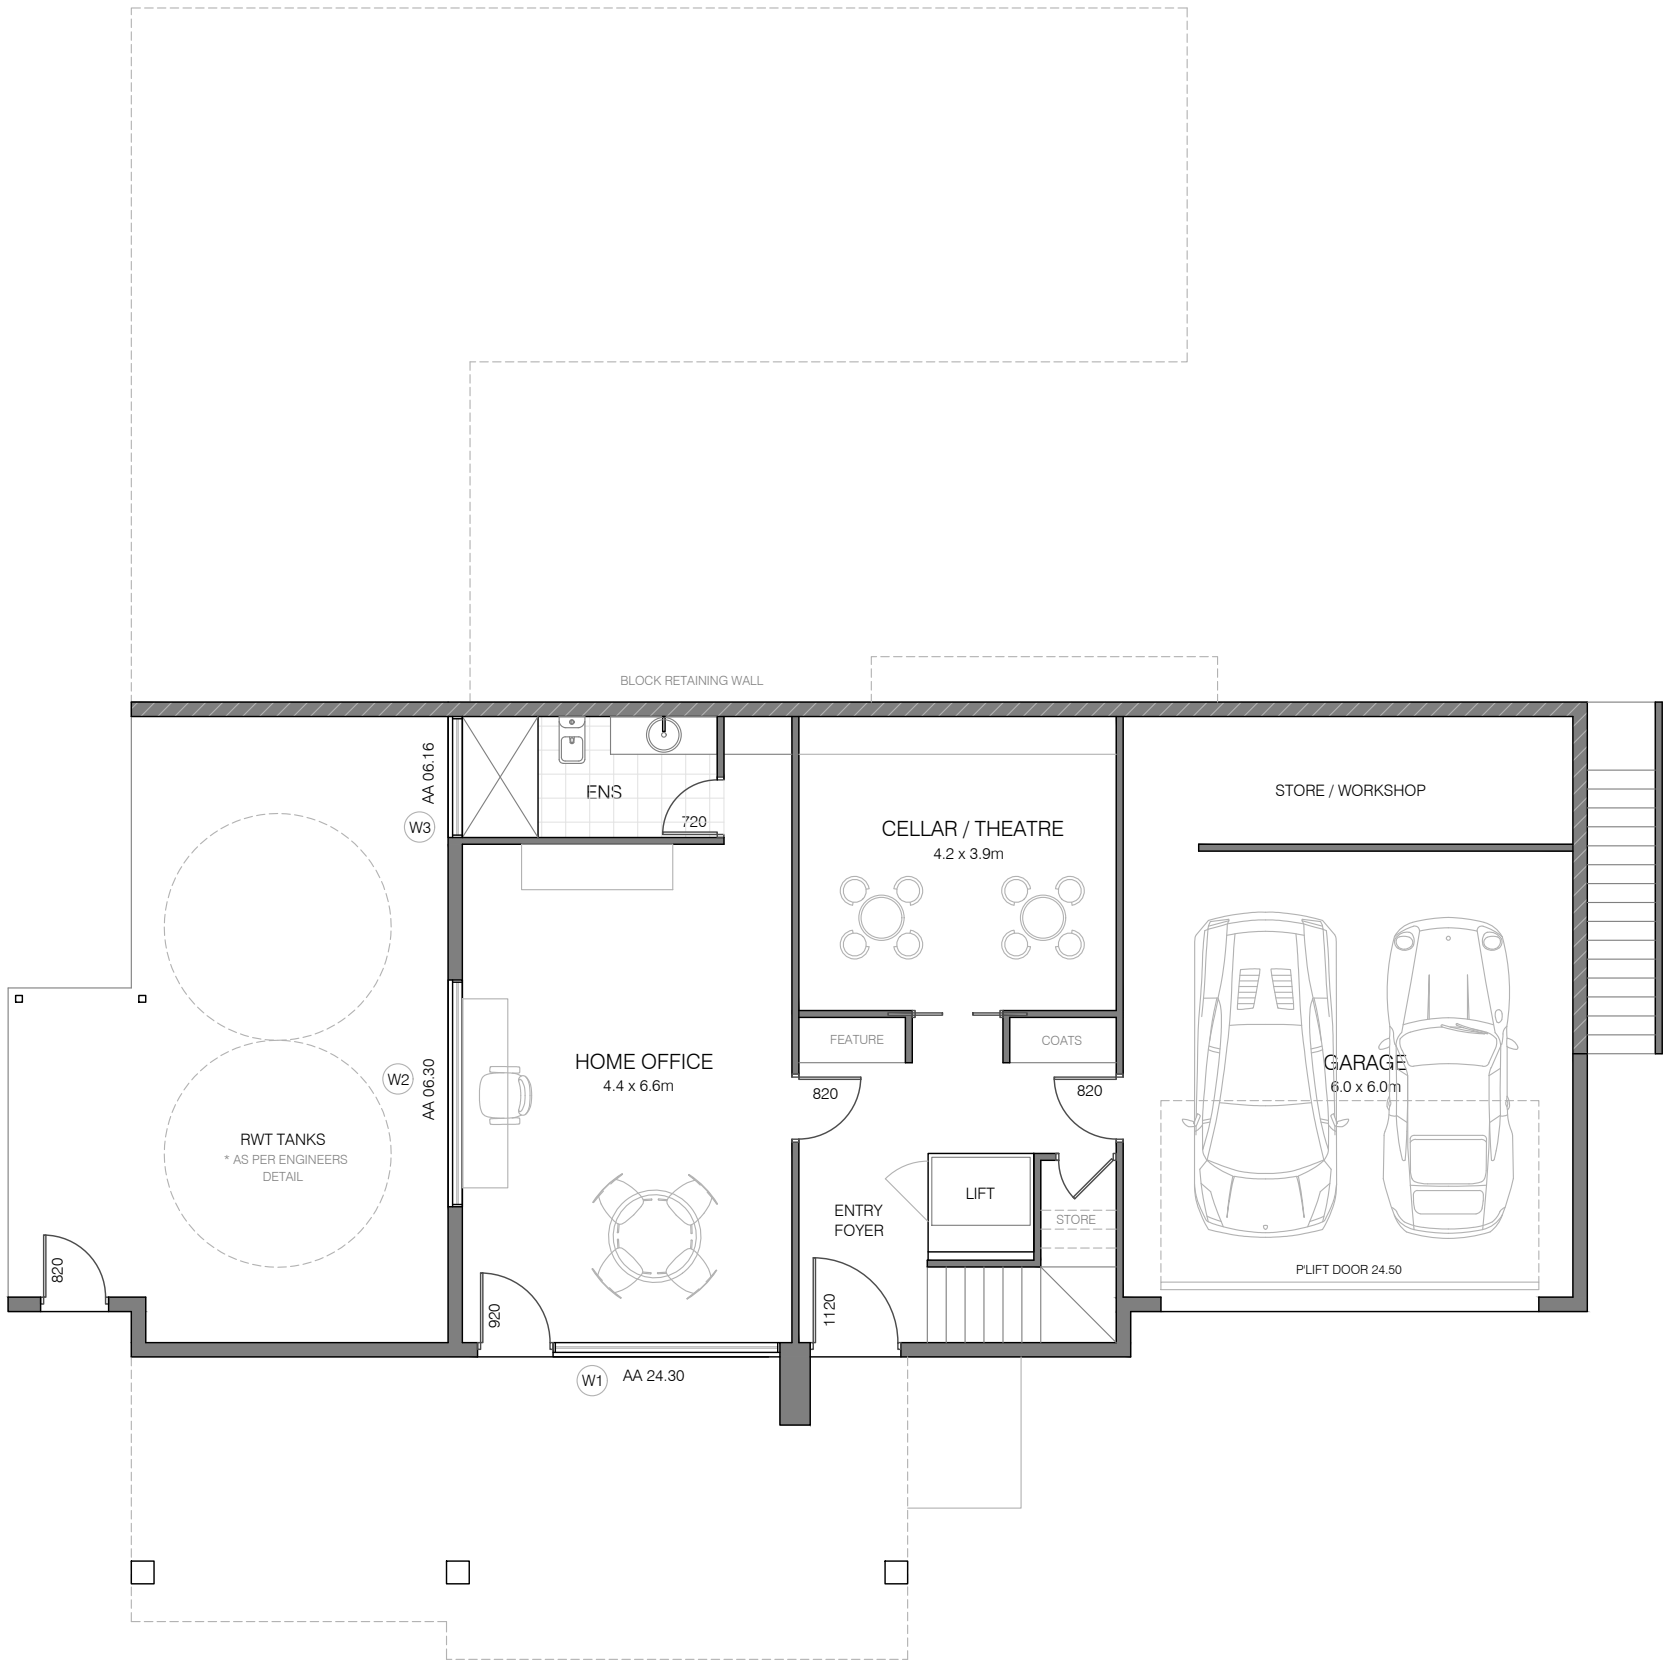 BLOCK RETAINING WALL
AA 06.16
W3
ENS
720
CELLAR / THEATRE
4.2 x 3.9m
STORE / WORKSHOP
FEATURE
COATS
HOME OFFICE
4.4 x 6.6m
W2
AA 06.30
820
820
GARAGE
6.0 x 6.0m
RWT TANKS
* AS PER ENGINEERS
DETAIL
LIFT
ENTRY
FOYER
STORE
820
920
1120
P'LIFT DOOR 24.50
W1
AA 24.30